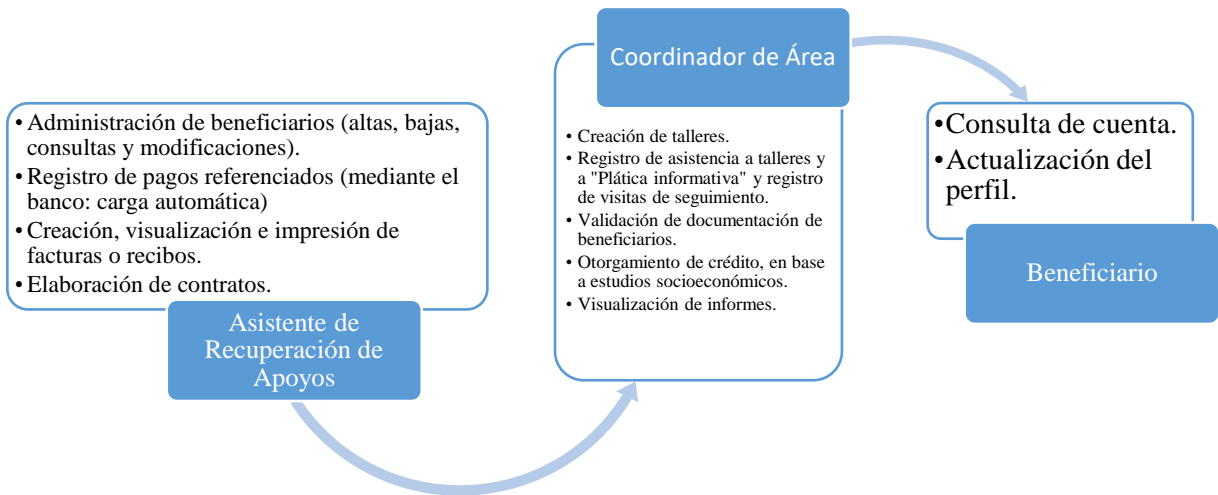 • Administración de beneficiarios (altas, bajas,
consultas y modificaciones).
• Registro de pagos referenciados (mediante el
banco: carga automática)
• Creación, visualización e impresión de
facturas o recibos.
• Elaboración de contratos.
Asistente de
Recuperación de
Apoyos
Coordinador de Área
• Creación de talleres.
• Registro de asistencia a talleres y
a "Plática informativa" y registro
de visitas de seguimiento.
• Validación de documentación de
beneficiarios.
• Otorgamiento de crédito, en base
a estudios socioeconómicos.
• Visualización de informes.
•Consulta de cuenta.
•Actualización del
perfil.
Beneficiario